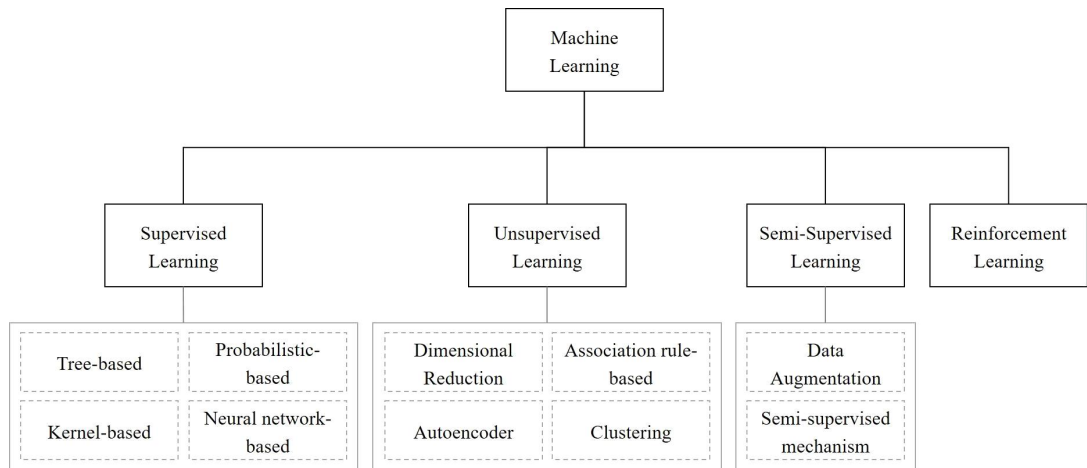 Machine
Learning
Supervised
Learning
Unsupervised
Learning
Semi-Supervised
Learning
Reinforcement
Learning
Tree-based
Probabilistic-
based
Kernel-based
Neural network-
based
Dimensional
Reduction
Association rule-
based
Autoencoder
Clustering
Data
Augmentation
Semi-supervised
mechanism